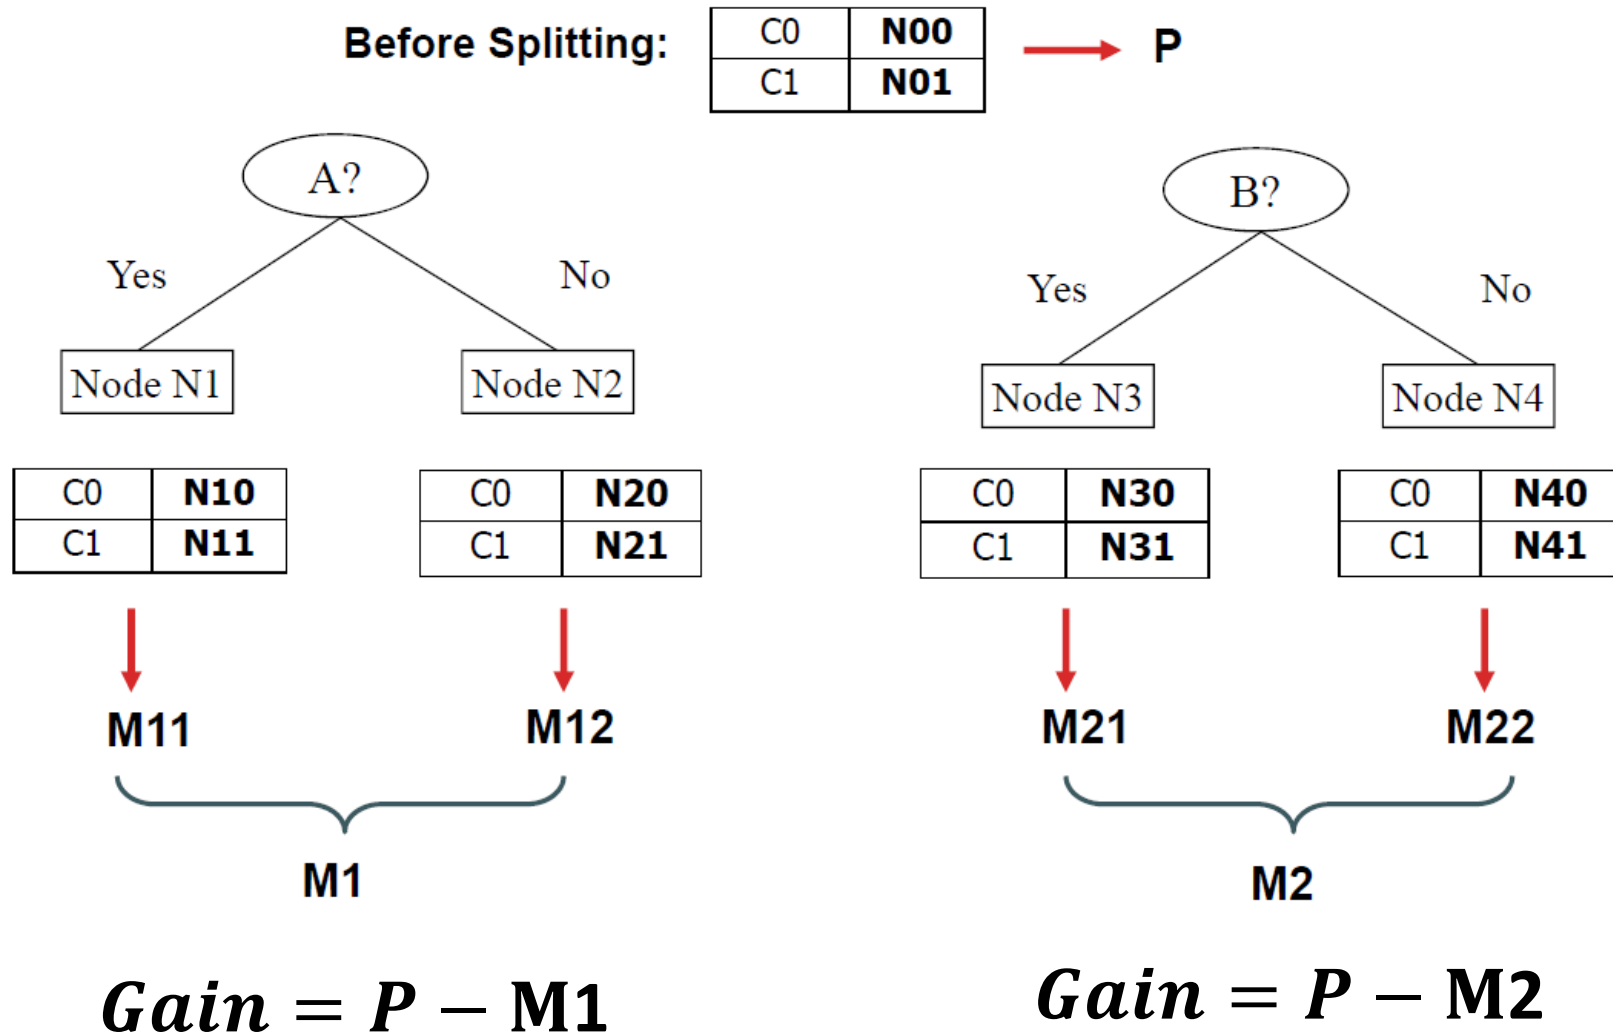 Before Splitting:
C0 N00
C1 N01
P
A?
Yes
No
Node N1
Node N2
C0 N10
C1 N11
C0 N20
C1 N21
M11
M12
M1
Gain = P − M1
B?
Yes
No
Node N3
Node N4
C0 N30
C1 N31
C0 N40
C1 N41
M21
M22
M2
Gain = P − M2